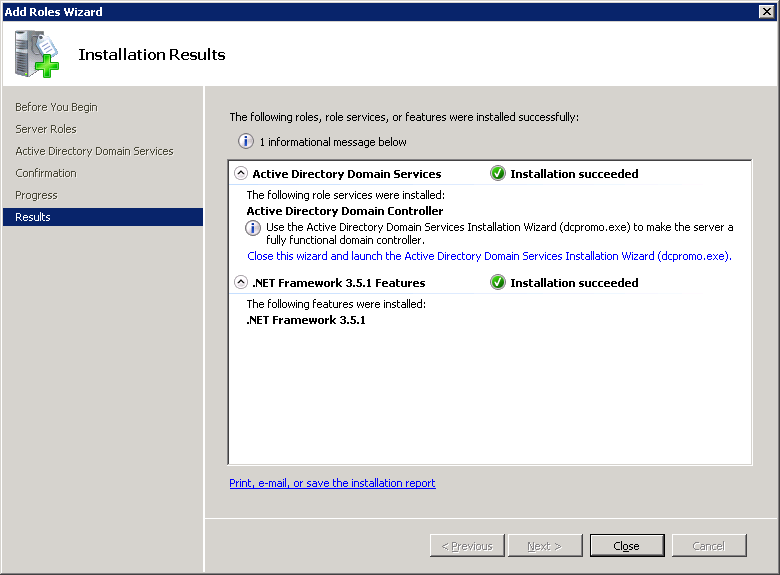 Add Roles Wizard
Installation Results
Before You Begin
Server Roles
Active Directory Domain Services
Confirmation
Progress
Results
The following roles, role services, or features were installed successfully:
1 informational message below
Active Directory Domain Services Installation succeeded
The following role services were installed:
Active Directory Domain Controller
Use the Active Directory Domain Services Installation Wizard (dcpromo.exe) to make the server a
fully functional domain controller.
Close this wizard and launch the Active Directory Domain Services Installation Wizard (dcpromo.exe).
.NET Framework 3.5.1 Features Installation succeeded
The following features were installed:
.NET Framework 3.5.1
Print, e-mail, or save the installation report
< Previous Next > Close Cancel